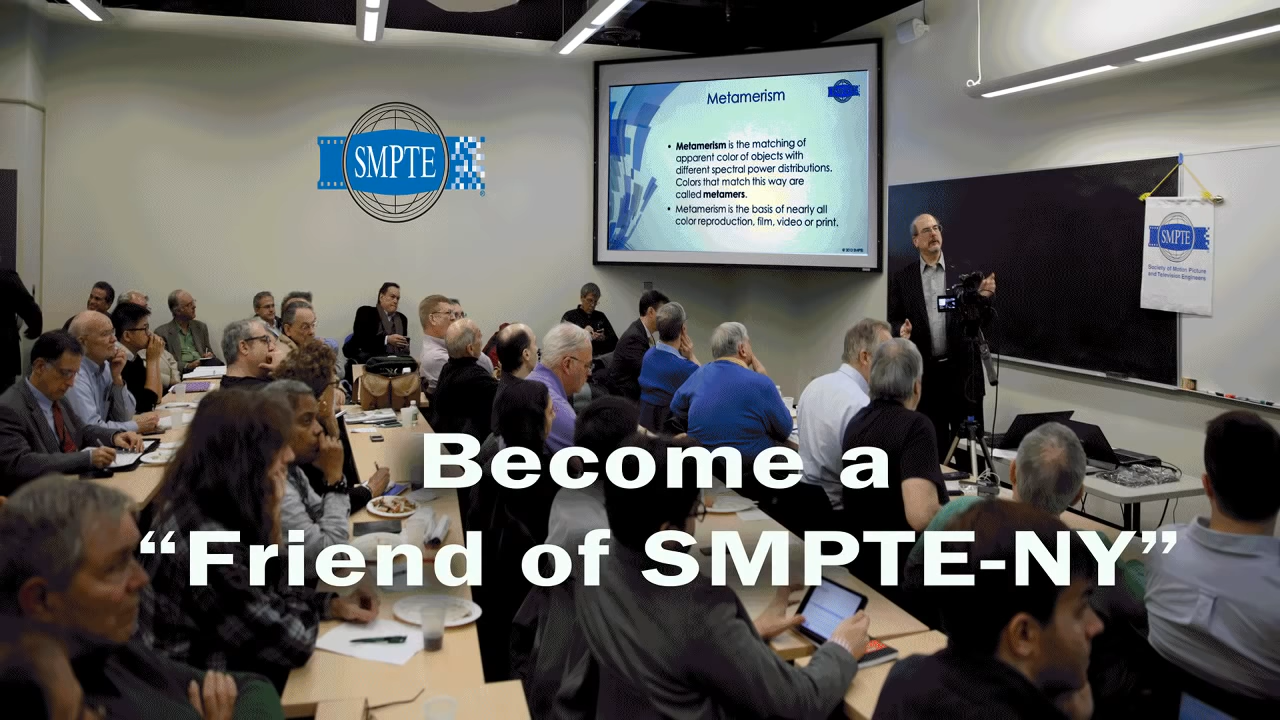 SMPTE
Metamerism
• Metamerism is the matching of
apparent color of objects with
different spectral power distributions.
Colors that match this way are
called metamers.
• Metamerism is the basis of nearly all
color reproduction, film, video or print.
SMPTE
Society of Motion Picture
and Television Engineers
Become a
“Friend of SMPTE-NY”